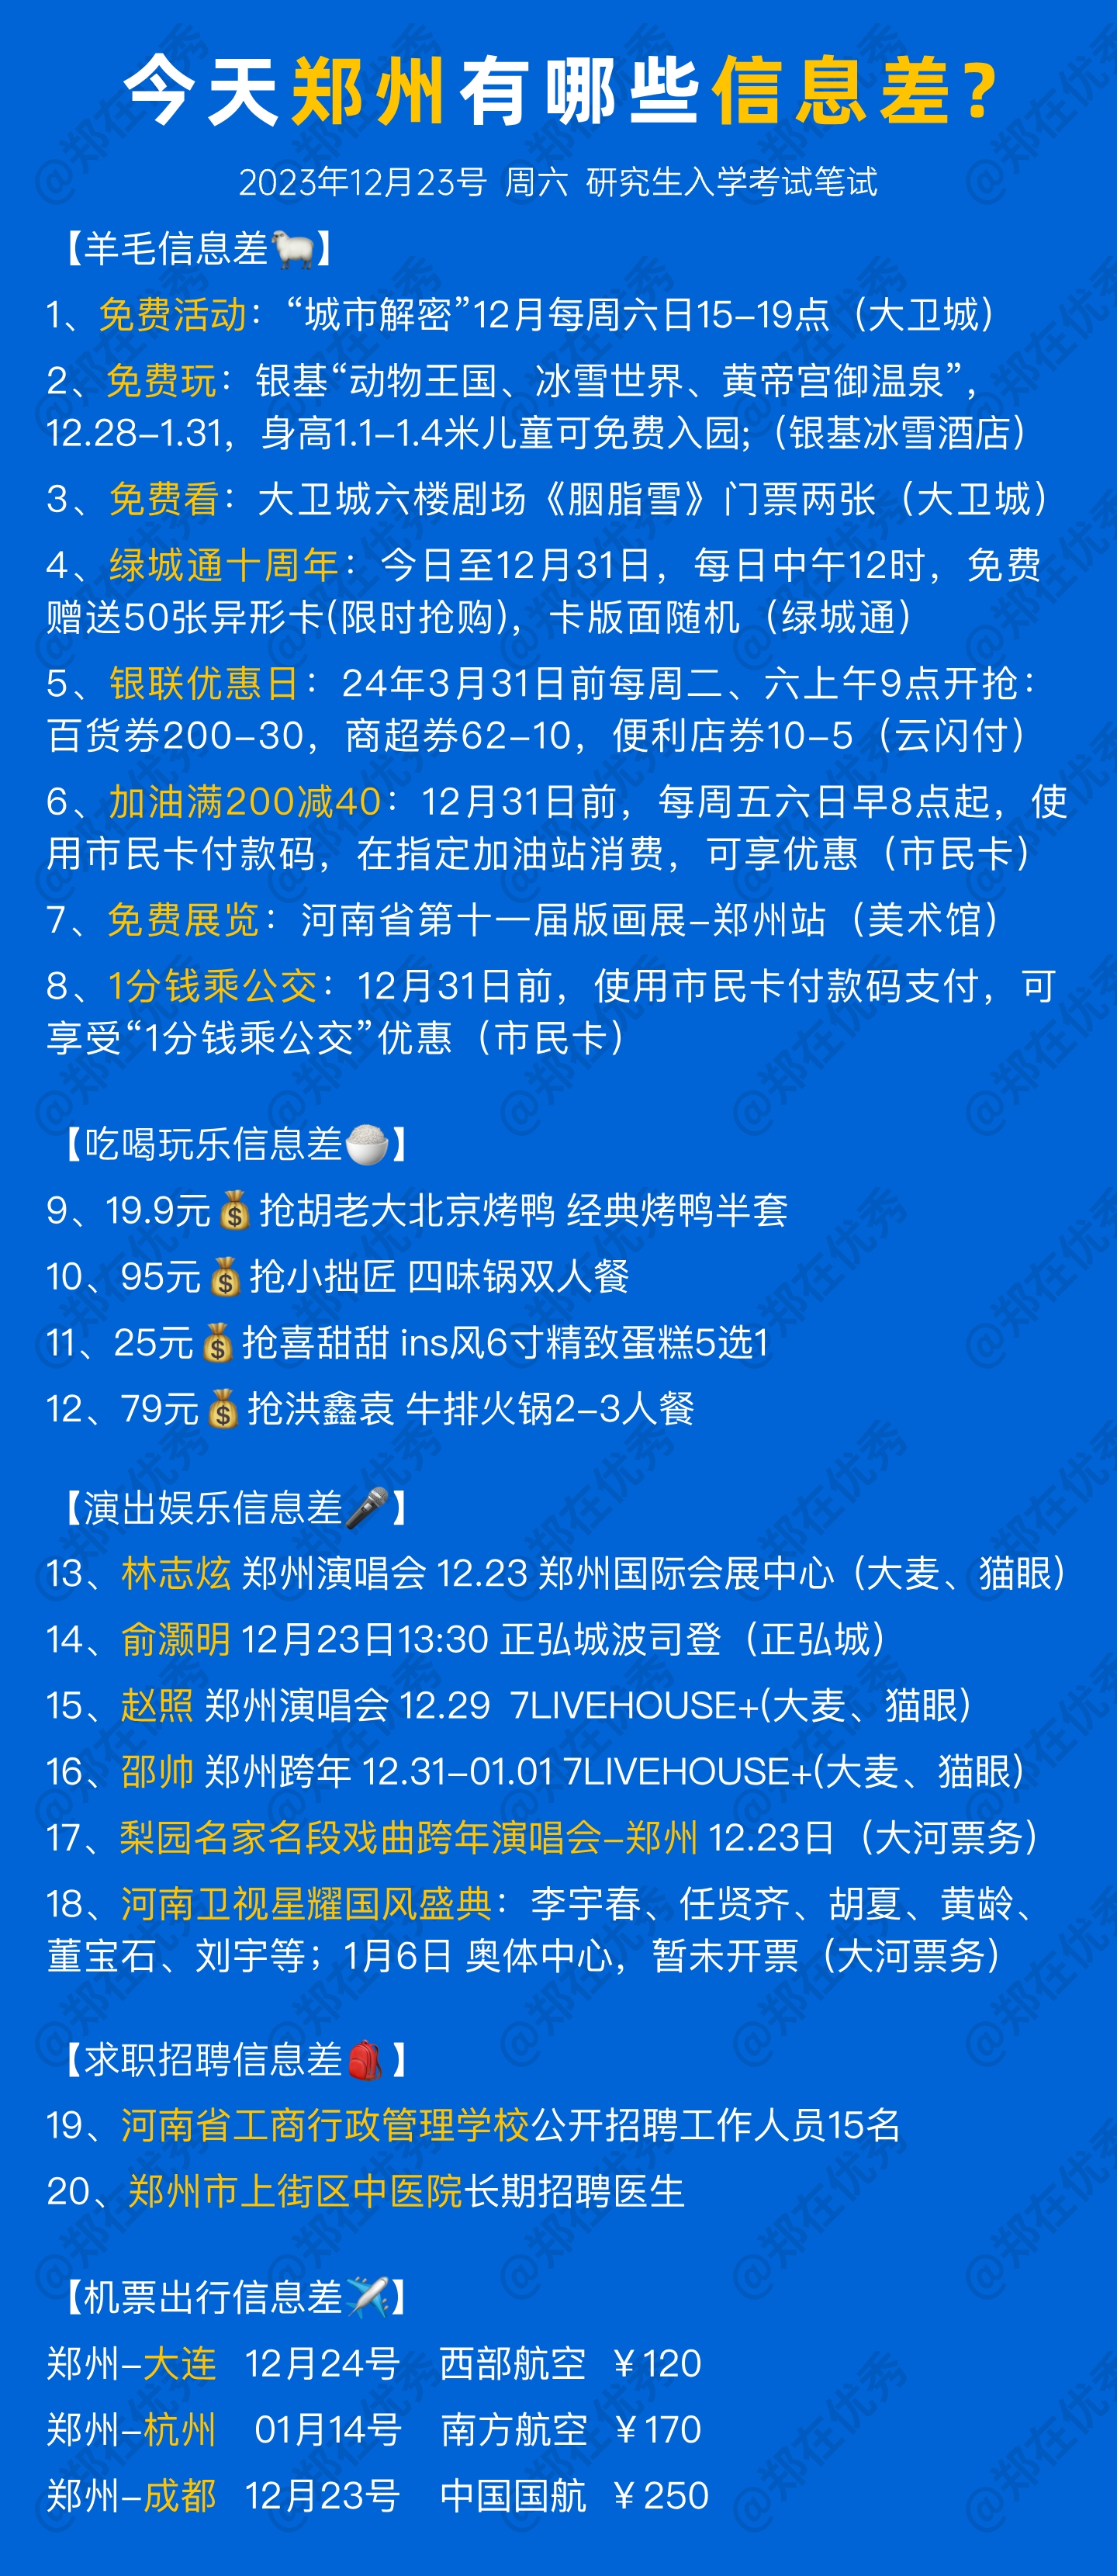 今天郑州有哪些信息差?
2023年12月23号 周六 研究生入学考试笔试
【羊毛信息差🐑】
1、免费活动：“城市解密”12月每周六日15-19点（大卫城）
2、免费玩：银基“动物王国、冰雪世界、黄帝宫御温泉”，
12.28-1.31，身高1.1-1.4米儿童可免费入园;（银基冰雪酒店）
3、免费看：大卫城六楼剧场《胭脂雪》门票两张（大卫城）
4、绿城通十周年：今日至12月31日，每日中午12时，免费
赠送50张异形卡(限时抢购)，卡版面随机（绿城通）
5、银联优惠日：24年3月31日前每周二、六上午9点开抢：
百货券200-30，商超券62-10，便利店券10-5（云闪付）
6、加油满200减40：12月31日前，每周五六日早8点起，使
用市民卡付款码，在指定加油站消费，可享优惠（市民卡）
7、免费展览：河南省第十一届版画展-郑州站（美术馆）
8、1分钱乘公交：12月31日前，使用市民卡付款码支付，可
享受“1分钱乘公交”优惠（市民卡）
【吃喝玩乐信息差🍚】
9、19.9元💰抢胡老大北京烤鸭 经典烤鸭半套
10、95元💰抢小拙匠 四味锅双人餐
11、25元💰抢喜甜甜 ins风6寸精致蛋糕5选1
12、79元💰抢洪鑫袁 牛排火锅2-3人餐
【演出娱乐信息差🎤】
13、林志炫 郑州演唱会 12.23 郑州国际会展中心（大麦、猫眼）
14、俞灏明 12月23日13:30 正弘城波司登（正弘城）
15、赵照 郑州演唱会 12.29 7LIVEHOUSE+(大麦、猫眼）
16、邵帅 郑州跨年 12.31-01.01 7LIVEHOUSE+(大麦、猫眼）
17、梨园名家名段戏曲跨年演唱会-郑州 12.23日（大河票务）
18、河南卫视星耀国风盛典：李宇春、任贤齐、胡夏、黄龄、
董宝石、刘宇等；1月6日 奥体中心，暂未开票（大河票务）
【求职招聘信息差🎒】
19、河南省工商行政管理学校公开招聘工作人员15名
20、郑州市上街区中医院长期招聘医生
【机票出行信息差✈️】
郑州-大连 12月24号 西部航空 ￥120
郑州-杭州 01月14号 南方航空 ￥170
郑州-成都 12月23号 中国国航 ￥250
@郑在优秀